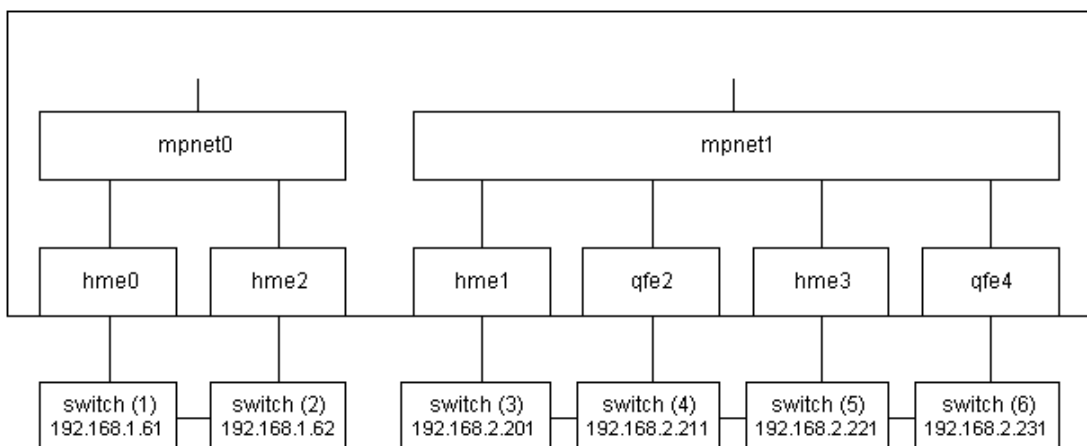 mpnet0
mpnet1
hme0
hme2
hme1
qfe2
hme3
qfe4
switch (1)
192.168.1.61
switch (2)
192.168.1.62
switch (3)
192.168.2.201
switch (4)
192.168.2.211
switch (5)
192.168.2.221
switch (6)
192.168.2.231